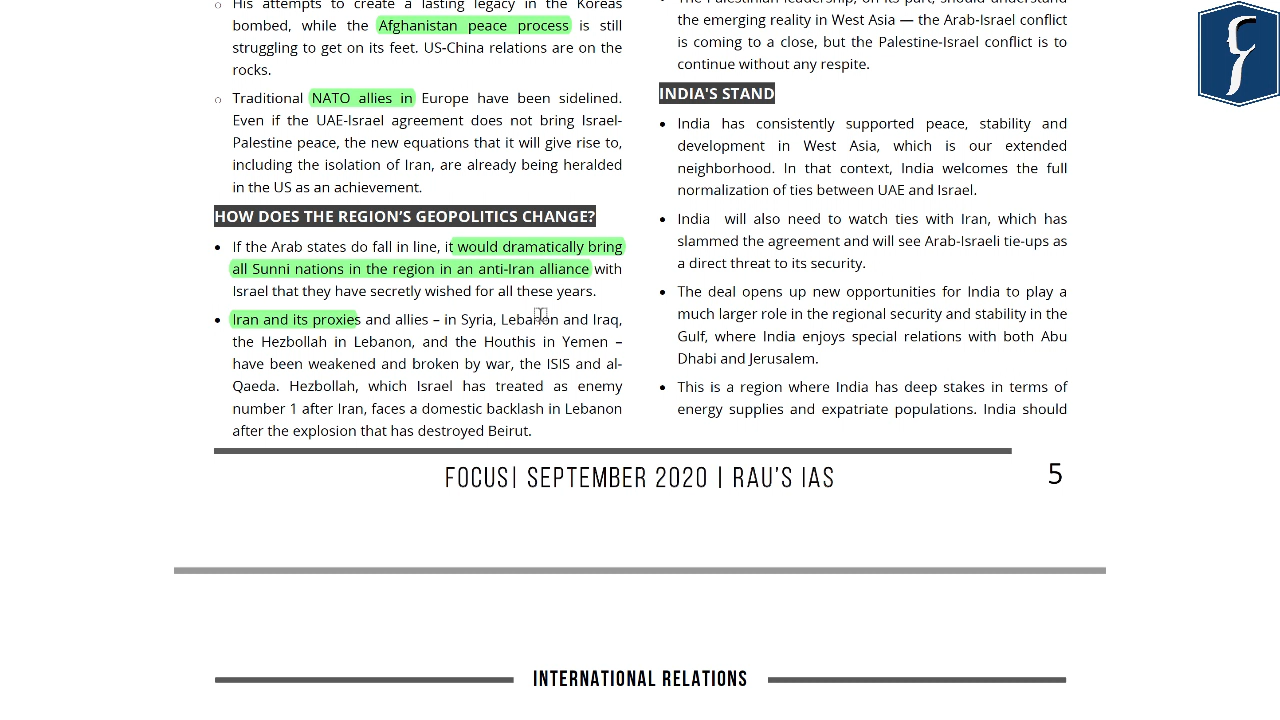 ○ His attempts to create a lasting legacy in the Koreas
bombed, while the Afghanistan peace process is still
struggling to get on its feet. US-China relations are on the
rocks.
○ Traditional NATO allies in Europe have been sidelined.
Even if the UAE-Israel agreement does not bring Israel-
Palestine peace, the new equations that it will give rise to,
including the isolation of Iran, are already being heralded
in the US as an achievement.
HOW DOES THE REGION’S GEOPOLITICS CHANGE?
• If the Arab states do fall in line, it would dramatically bring
all Sunni nations in the region in an anti-Iran alliance with
Israel that they have secretly wished for all these years.
• Iran and its proxies and allies – in Syria, Lebanon and Iraq,
the Hezbollah in Lebanon, and the Houthis in Yemen –
have been weakened and broken by war, the ISIS and al-
Qaeda. Hezbollah, which Israel has treated as enemy
number 1 after Iran, faces a domestic backlash in Lebanon
after the explosion that has destroyed Beirut.
• The Palestinian leadership, on its part, should understand
the emerging reality in West Asia — the Arab-Israel conflict
is coming to a close, but the Palestine-Israel conflict is to
continue without any respite.
INDIA'S STAND
• India has consistently supported peace, stability and
development in West Asia, which is our extended
neighborhood. In that context, India welcomes the full
normalization of ties between UAE and Israel.
• India will also need to watch ties with Iran, which has
slammed the agreement and will see Arab-Israeli tie-ups as
a direct threat to its security.
• The deal opens up new opportunities for India to play a
much larger role in the regional security and stability in the
Gulf, where India enjoys special relations with both Abu
Dhabi and Jerusalem.
• This is a region where India has deep stakes in terms of
energy supplies and expatriate populations. India should
FOCUS| SEPTEMBER 2020 | RAU’S IAS
5
INTERNATIONAL RELATIONS